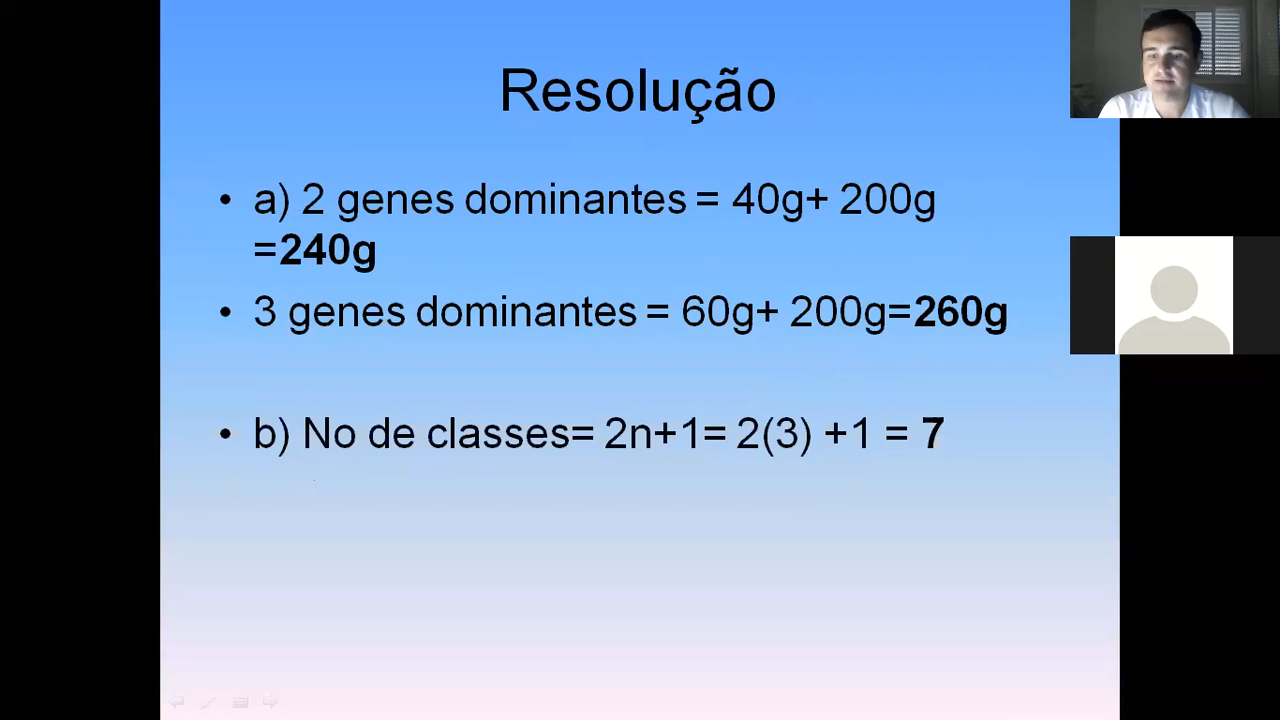 Resolução
• a) 2 genes dominantes = 40g+ 200g
=240g
• 3 genes dominantes = 60g+ 200g=260g
• b) No de classes= 2n+1= 2(3) +1 = 7